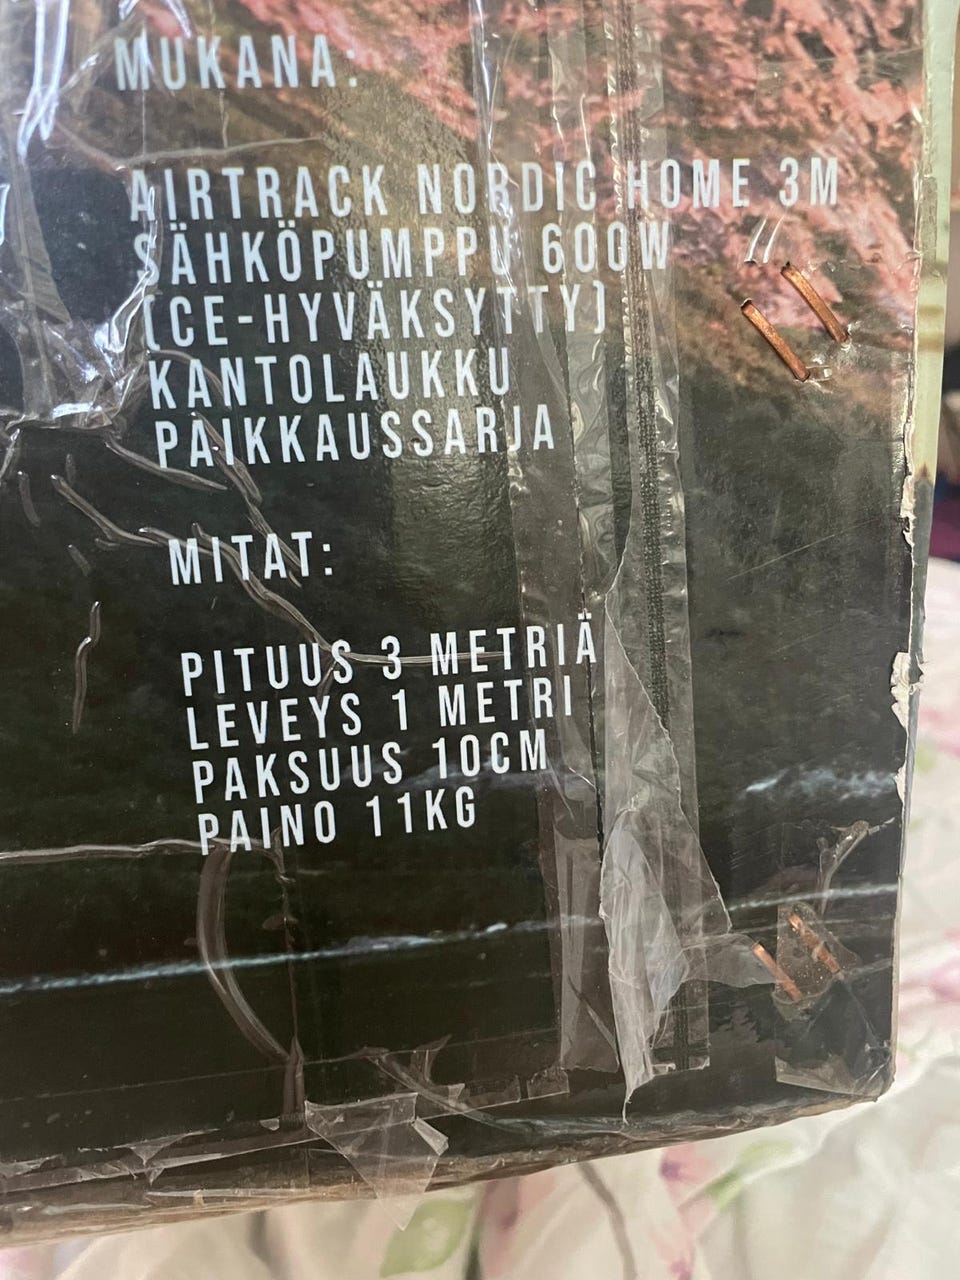 MUKANA:
AIRTRACK NORDIC HOME 3M
SÄHKÖPUMPPU 600W
(CE-HYVÄKSYTTY)
KANTOLAUKKU
PAIKKAUSSARJA
MITAT:
PITUUS 3 METRIÄ
LEVEYS 1 METRI
PAKSUUS 10CM
PAINO 11KG